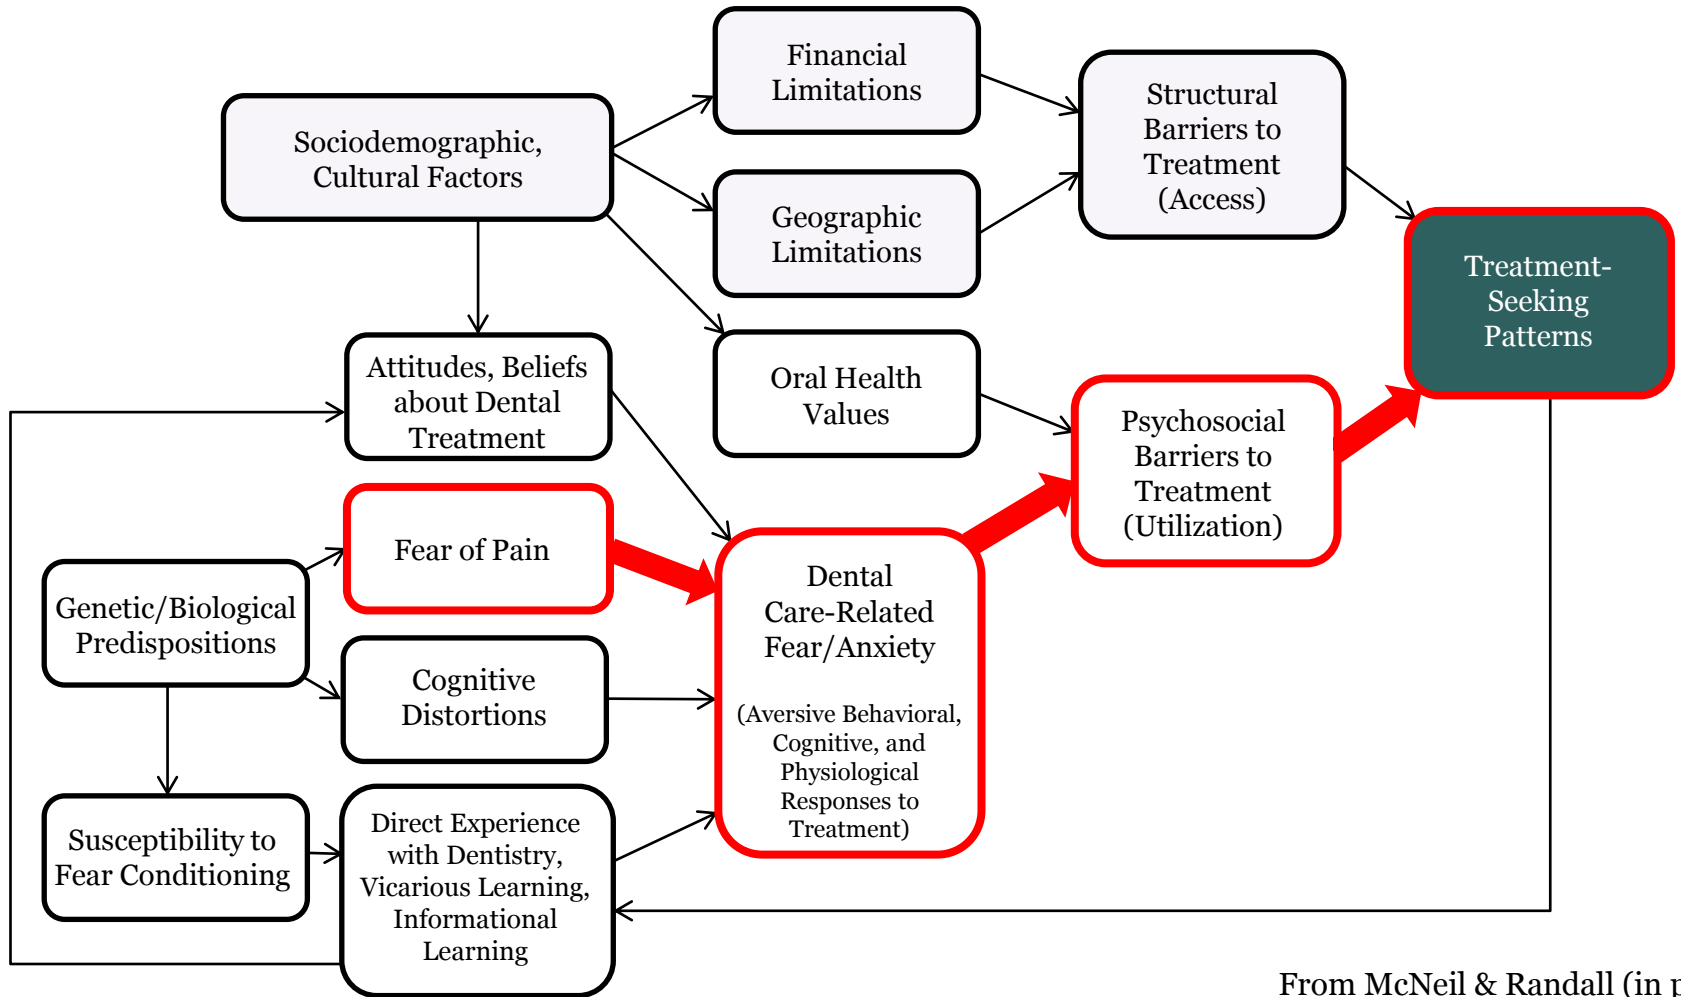 Financial
Limitations
Structural
Barriers to
Treatment
(Access)
Sociodemographic,
Cultural Factors
Geographic
Limitations
Treatment-
Seeking
Patterns
Attitudes, Beliefs
about Dental
Treatment
Oral Health
Values
Psychosocial
Barriers to
Treatment
(Utilization)
Fear of Pain
Genetic/Biological
Predispositions
Dental
Care-Related
Fear/Anxiety
(Aversive Behavioral,
Cognitive, and
Physiological
Responses to
Treatment)
Cognitive
Distortions
Susceptibility to
Fear Conditioning
Direct Experience
with Dentistry,
Vicarious Learning,
Informational
Learning
From McNeil & Randall (in